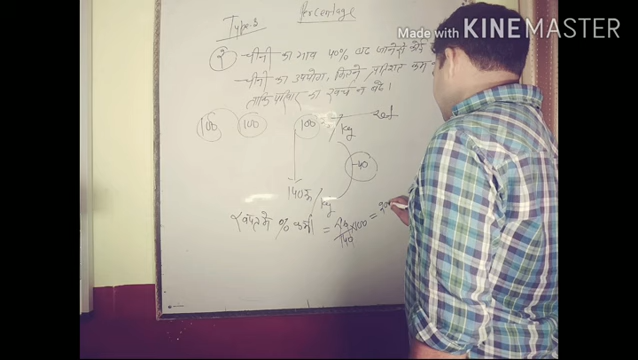 Made with KINEMASTER
Type-3 Percentage
2 चीनी का भाव 40% बढ़ जाने से कोई
चीनी का उपयोग, कितने प्रतिशत कम
ताकि परिवार का खर्च न बढ़े।
100 100 100 रु/kg
40
140 रु/kg
में % कमी = 40/140 ×100 =